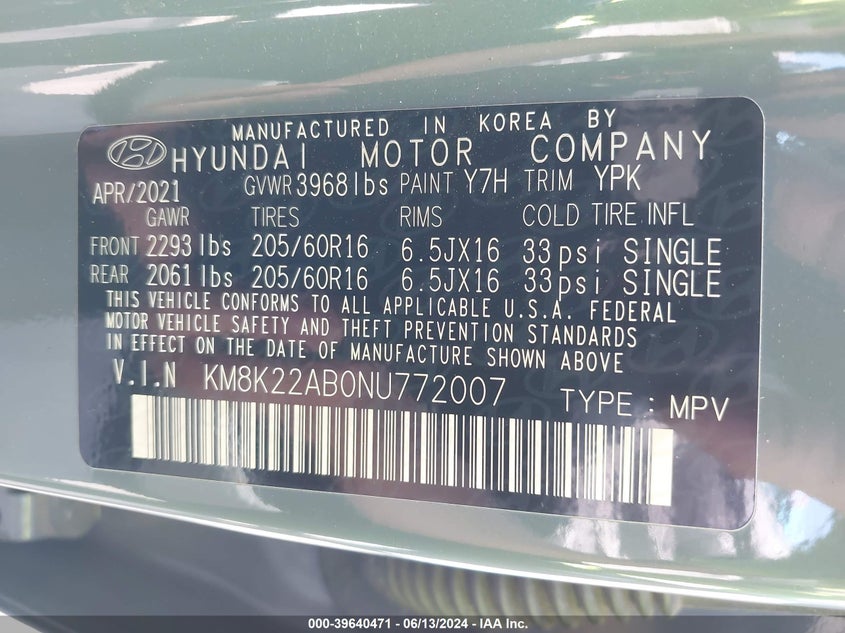 MANUFACTURED IN KOREA BY
HYUNDAI MOTOR COMPANY
APR/2021 GVWR 3968 lbs PAINT Y7H TRIM YPK
GAWR TIRES RIMS COLD TIRE INFL
FRONT 2293 lbs 205/60R16 6.5JX16 33psi SINGLE
REAR 2061 lbs 205/60R16 6.5JX16 33psi SINGLE
THIS VEHICLE CONFORMS TO ALL APPLICABLE U.S.A. FEDERAL
MOTOR VEHICLE SAFETY AND THEFT PREVENTION STANDARDS
IN EFFECT ON THE DATE OF MANUFACTURE SHOWN ABOVE
V.I.N KM8K22AB0NU772007 TYPE : MPV
000-39640471 / 06/13/2024 - IAA Inc.